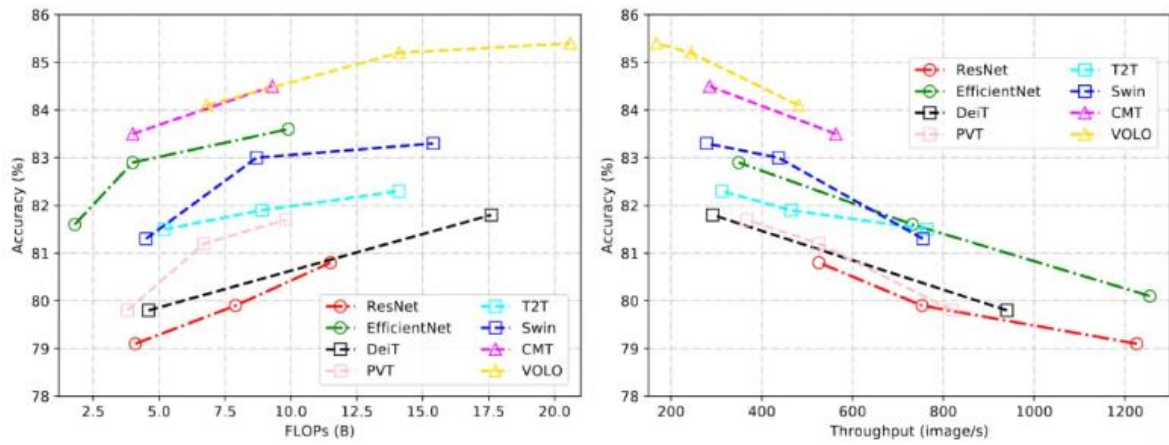 86
85
84
83
82
81
80
79
78
Accuracy (%)
2.5 5.0 7.5 10.0 12.5 15.0 17.5 20.0
FLOPs (B)
ResNet
EfficientNet
DeiT
PVT
T2T
Swin
CMT
VOLO
86
85
84
83
82
81
80
79
78
Accuracy (%)
200 400 600 800 1000 1200
Throughput (image/s)
ResNet
EfficientNet
DeiT
PVT
T2T
Swin
CMT
VOLO